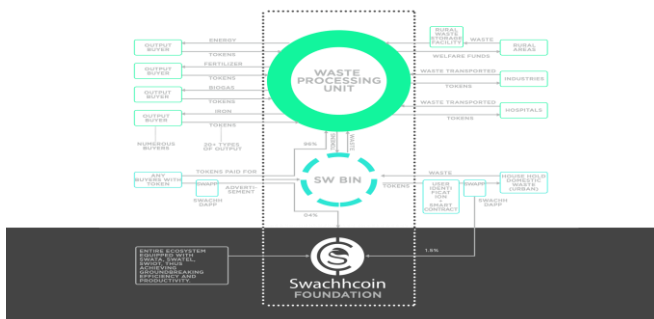 ENERGY
OUTPUT
BUYER
TOKENS
FERTILIZER
OUTPUT
BUYER
TOKENS
BIOGAS
OUTPUT
BUYER
TOKENS
IRON
OUTPUT
BUYER
TOKENS
NUMEROUS
BUYERS
20+ TYPES
OF OUTPUT
WASTE
PROCESSING
UNIT
RURAL
WASTE
STORAGE
FACILITY
WASTE
RURAL
AREAS
WELFARE FUNDS
WASTE TRANSPORTED
INDUSTRIES
TOKENS
WASTE TRANSPORTED
HOSPITALS
TOKENS
96%
TOKENS
WASTE
ANY
BUYERS WITH
TOKEN
TOKENS PAID FOR
SWACHH
DAPP
ADVERTI-
SEMENT
SW BIN
04%
WASTE
TOKENS
USER
IDENTI
FICAT
ION
+
SMART
CONTRACT
SWACHH
DAPP
HOUSE HOLD
DOMESTIC
WASTE
(URBAN)
ENTIRE ECOSYSTEM
EQUIPPED WITH
SWATA, SWATEL,
SWIOT, THUS
ACHIEVING
GROUNDBREAKING
EFFICIENCY AND
PRODUCTIVITY.
1.5%
Swachhcoin
FOUNDATION